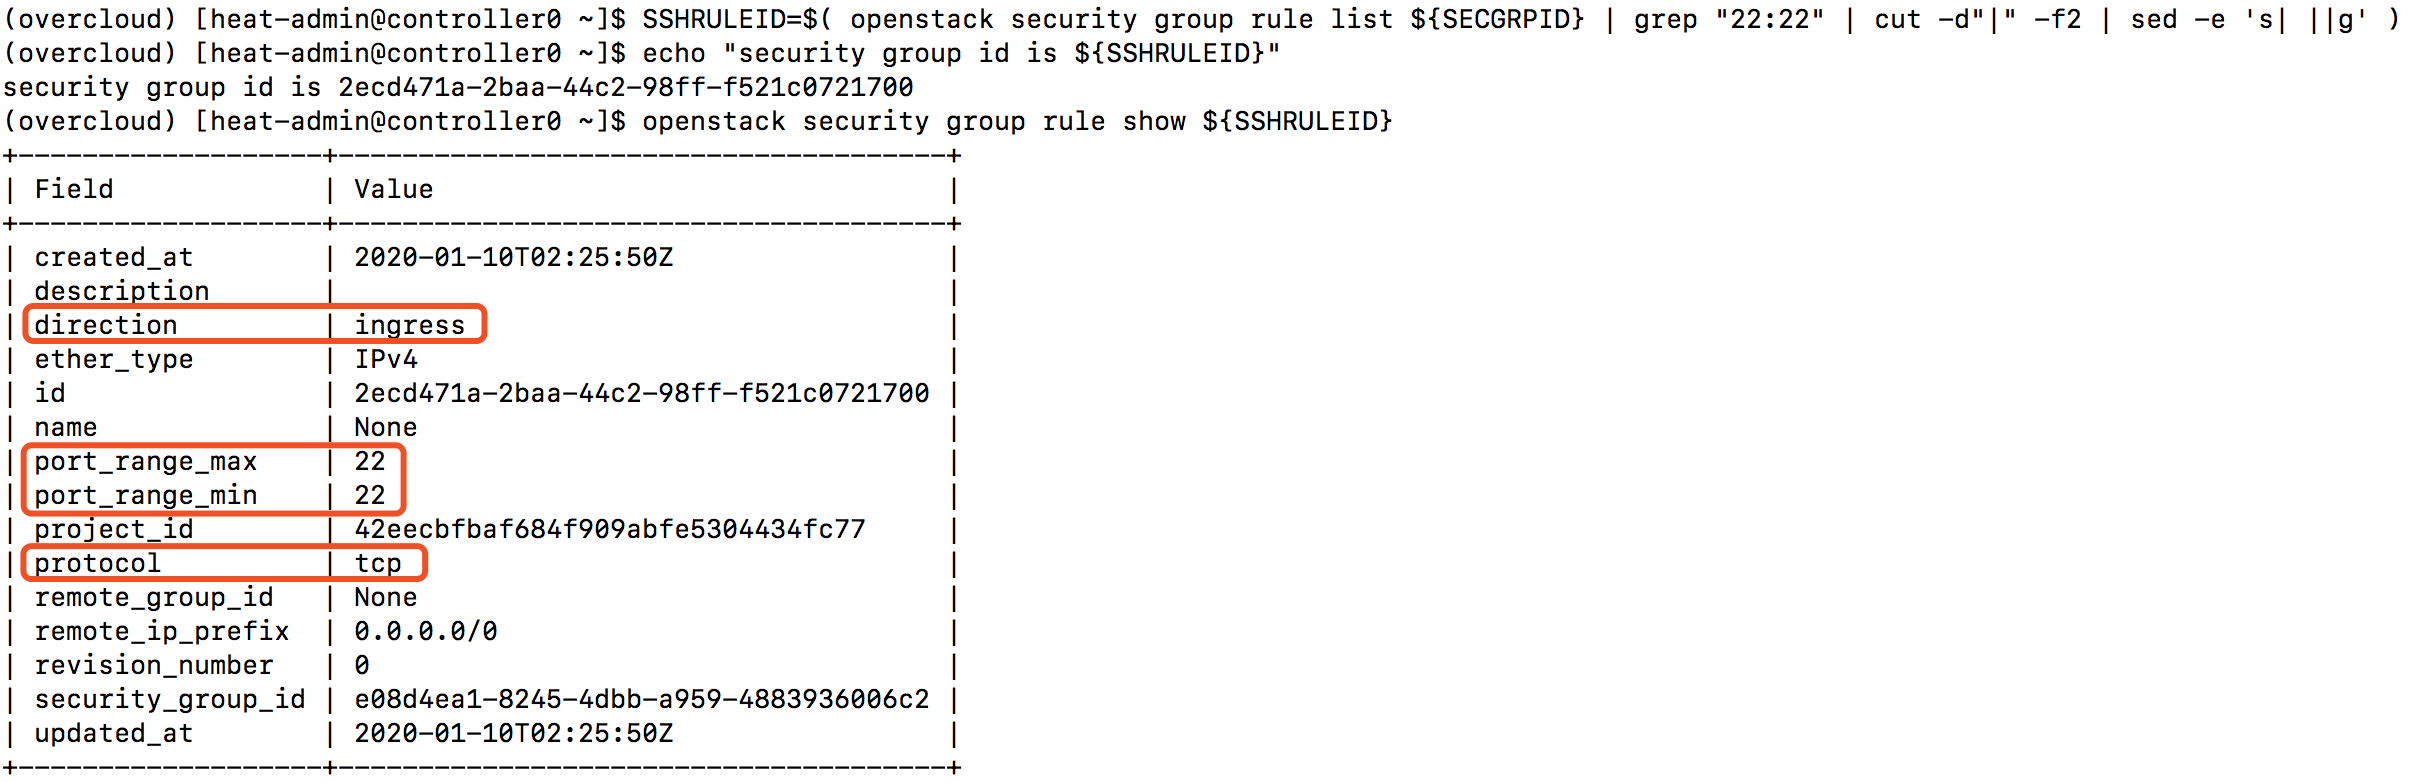 (overcloud) [heat-admin@controller0 ~]$ SSHRULEID=$( openstack security group rule list ${SECGRPID} | grep "22:22" | cut -d"|" -f2 | sed -e 's| ||g' )
(overcloud) [heat-admin@controller0 ~]$ echo "security group id is ${SSHRULEID}"
security group id is 2ecd471a-2baa-44c2-98ff-f521c0721700
(overcloud) [heat-admin@controller0 ~]$ openstack security group rule show ${SSHRULEID}
+-------------------+--------------------------------------+
| Field             | Value                                |
+-------------------+--------------------------------------+
| created_at        | 2020-01-10T02:25:50Z                 |
| description       |                                      |
| direction         | ingress                              |
| ether_type        | IPv4                                 |
| id                | 2ecd471a-2baa-44c2-98ff-f521c0721700 |
| name              | None                                 |
| port_range_max    | 22                                   |
| port_range_min    | 22                                   |
| project_id        | 42eecbfbaf684f909abfe5304434fc77     |
| protocol          | tcp                                  |
| remote_group_id   | None                                 |
| remote_ip_prefix  | 0.0.0.0/0                            |
| revision_number   | 0                                    |
| security_group_id | e08d4ea1-8245-4dbb-a959-4883936006c2 |
| updated_at        | 2020-01-10T02:25:50Z                 |
+-------------------+--------------------------------------+